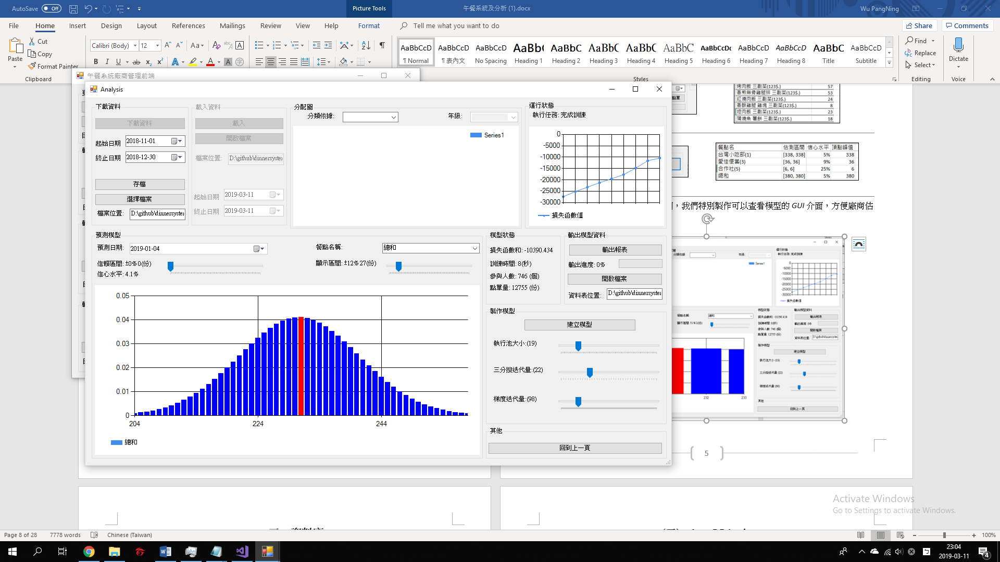 AutoSave Off
Picture Tools
午餐系統及分析 (1).docx
Wu PangNing
File Home Insert Design Layout References Mailings Review View Help Format Tell me what you want to do Share Comments
Paste Cut Copy Format Painter
Clipboard
Calibri (Body) 12
AaBbCcD AaBbCcD AaBbCcD AaBb( AaBbC AaBbC AaBbC AaBbC AaBbCcDc AaBbCcD AaBbCcD AaBbC AaBbCcD
¶ Normal ¶ 表內文 No Spacing Heading 1 Heading 2 Heading 3 Heading 4 Heading 5 Heading 6 Heading 7 Heading 8 Title Subtitle
Styles
Find
Replace
Select
Editing
Dictate
Voice
午餐系統廠商管理前端
Analysis
下載資料
下載資料
起始日期 2018-11-01
終止日期 2018-12-30
存檔
選擇檔案
檔案位置: D:\github\dinnersyster
載入資料
載入
開啟檔案
檔案位置: D:\github\dinnersyster
起始日期 2019-03-11
終止日期 2019-03-11
分配圖
分類依據:
年級:
Series1
運行狀態
執行任務: 完成訓練
0
-5000
-10000
-15000
-20000
-25000
-30000
損失函數值
預測模型
預測日期: 2019-01-04
餐點名稱: 總和
信賴區間: ±0% 0(份)
信心水平: 4.1%
顯示區間: ±12% 27(份)
0.05
0.04
0.03
0.02
0.01
0
204 224 244
總和
模型狀態
損失函數和: -10390.434
訓練時間: 8(秒)
參與人數: 746 (個)
點單量: 12755 (份)
輸出模型資料
輸出報表
輸出進度: 0%
開啟檔案
資料表位置: D:\github\dinnersyster
製作模型
建立模型
執行池大小:(19)
三分搜迭代量:(22)
梯度迭代量:(98)
其他
回到上一頁
烤肉飯 三副菜(123$.) 57
香煎無骨雞腿排 三副菜(123$.) 53
紅燒肉飯 三副菜(123$.) 24
香酥雞腿 雞塊 三副菜(123$.) 8
焢肉飯 三副菜(123$.) 23
蒲燒魚 薯餅 三副菜(123$.) 18
餐點名 估測區間 信心水平 頂點峰值
台灣小吃部(1) [338, 338] 5% 338
愛佳便當(3) [36, 36] 9% 36
合作社(5) [6, 6] 25% 6
總和 [380, 380] 5% 380
，我們特別製作可以查看模型的 GUI 介面，方便廠商估
232 233
5
Activate Windows
Go to Settings to activate Windows.
Page 8 of 28 7778 words Chinese (Taiwan) 100%
23:04
2019-03-11
4